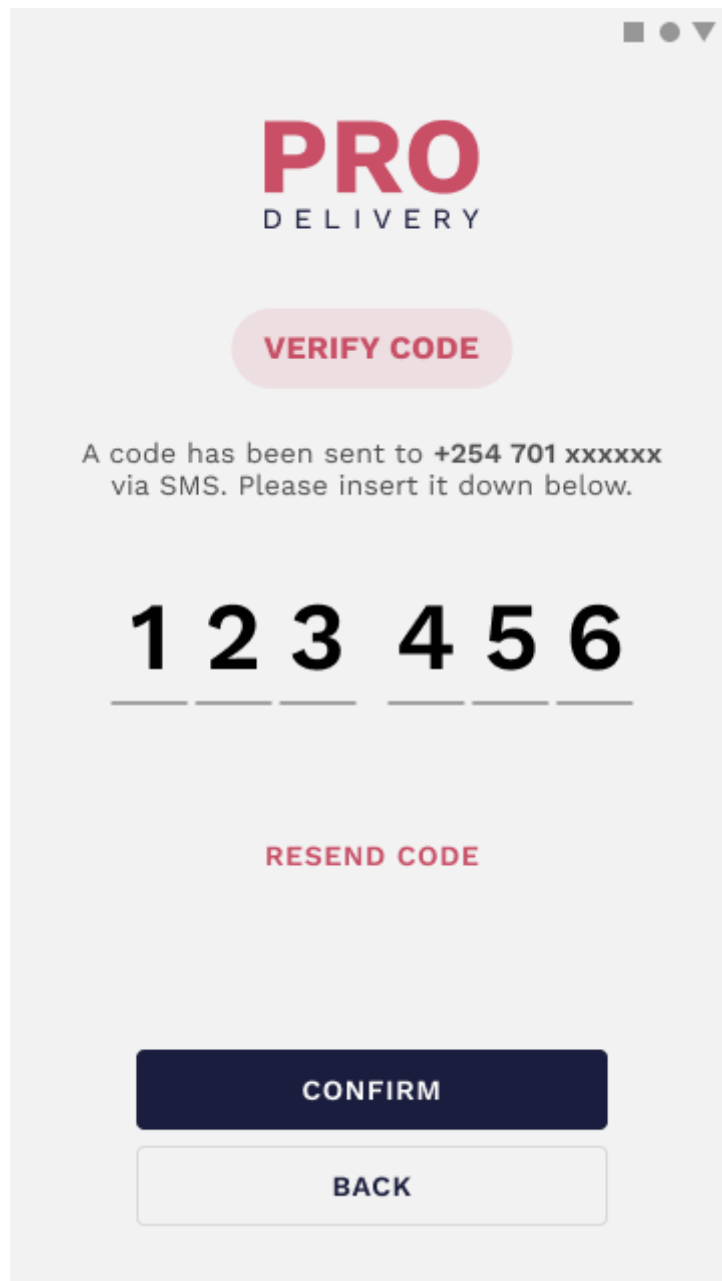 PRO
DELIVERY
VERIFY CODE
A code has been sent to +254 701 xxxxxx
via SMS. Please insert it down below.
1 2 3 4 5 6
RESEND CODE
CONFIRM
BACK